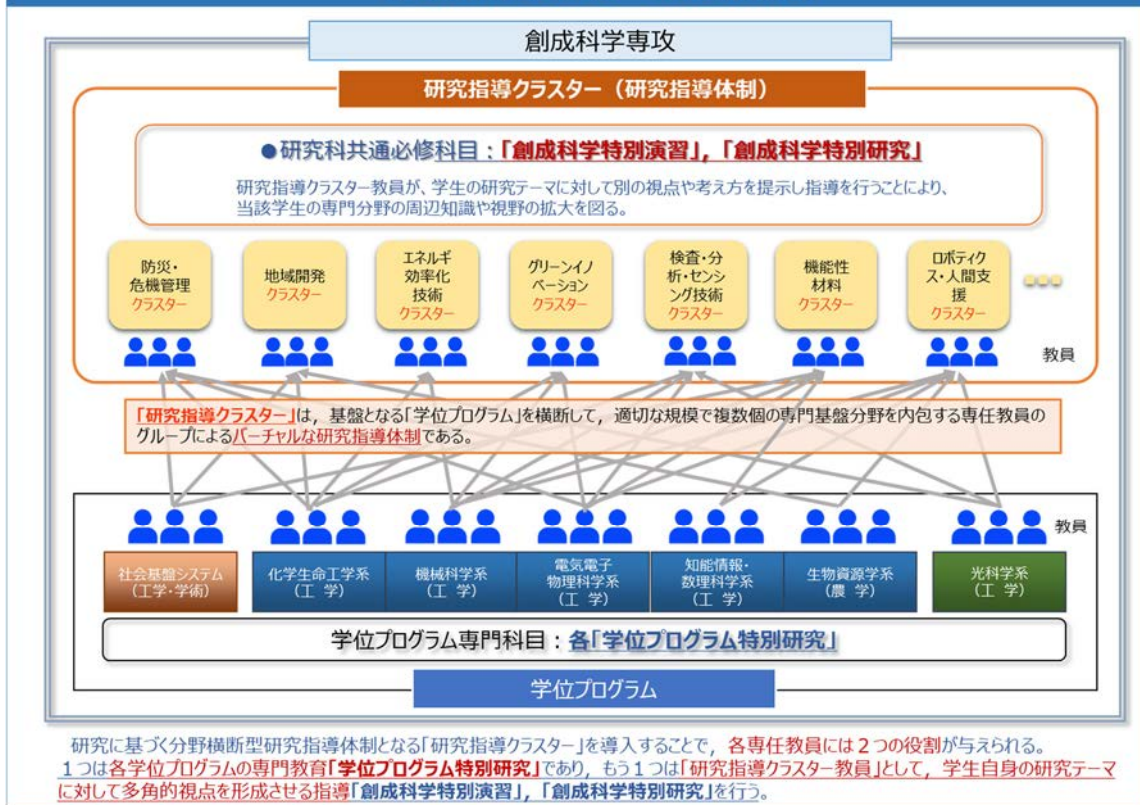 創成科学専攻
研究指導クラスター（研究指導体制）
●研究科共通必修科目：「創成科学特別演習」，「創成科学特別研究」
研究指導クラスター教員が、学生の研究テーマに対して別の視点や考え方を提示し指導を行うことにより、
当該学生の専門分野の周辺知識や視野の拡大を図る。
防災・
危機管理
クラスター
地域開発
クラスター
エネルギ
効率化
技術
クラスター
グリーンイノ
ベーション
クラスター
検査・分
析・センシ
ング技術
クラスター
機能性
材料
クラスター
ロボティク
ス・人間支
援
クラスター
教員
「研究指導クラスター」は，基盤となる「学位プログラム」を横断して，適切な規模で複数個の専門基盤分野を内包する専任教員の
グループによるバーチャルな研究指導体制である。
教員
社会基盤システム
（工学・学術）
化学生命工学系
（工 学）
機械科学系
（工 学）
電気電子
物理科学系
（工 学）
知能情報・
数理科学系
（工 学）
生物資源学系
（農 学）
光科学系
（工 学）
学位プログラム専門科目：各「学位プログラム特別研究」
学位プログラム
研究に基づく分野横断型研究指導体制となる「研究指導クラスター」を導入することで，各専任教員には２つの役割が与えられる。
１つは各学位プログラムの専門教育「学位プログラム特別研究」であり，もう１つは「研究指導クラスター教員」として，学生自身の研究テーマ
に対して多角的視点を形成させる指導「創成科学特別演習」，「創成科学特別研究」を行う。